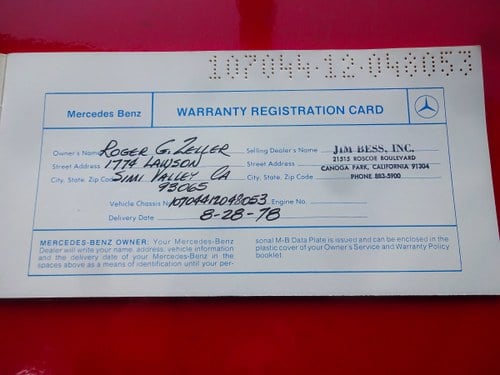 107044-12-048053
Mercedes Benz
WARRANTY REGISTRATION CARD
Owner's Name ROGER G. ZELLER
Street Address 1774 LAWSON
City, State, Zip Code SIMI VALLEY CA
93065
Selling Dealer's Name JIM BESS, INC.
Street Address 21515 ROSCOE BOULEVARD
City, State, Zip Code CANOGA PARK, CALIFORNIA 91304
PHONE 883-5900
Vehicle Chassis No 10704412048053 Engine No.
Delivery Date 8-28-78
MERCEDES-BENZ OWNER: Your Mercedes-Benz
Dealer will write your name, address, vehicle information
and the delivery date of your Mercedes-Benz in the
spaces above as a means of identification until your per-
sonal M-B Data Plate is issued and can be enclosed in the
plastic cover of your Owner's Service and Warranty Policy
booklet.